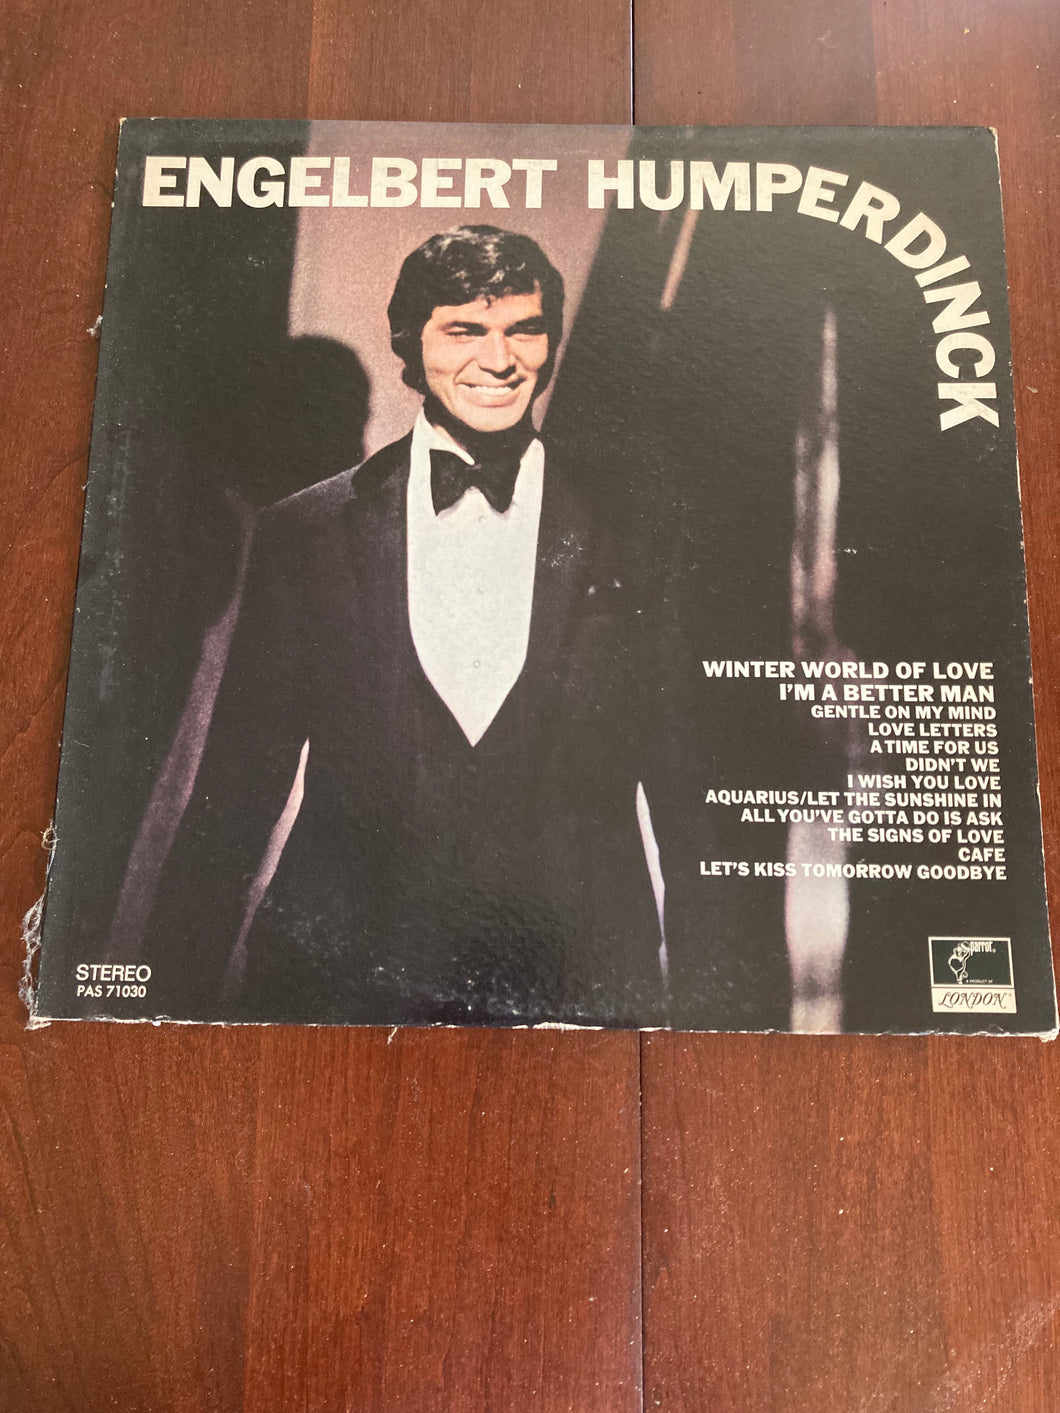 ENGELBERT HUMPERDINCK
WINTER WORLD OF LOVE
I'M A BETTER MAN
GENTLE ON MY MIND
LOVE LETTERS
A TIME FOR US
DIDN'T WE
I WISH YOU LOVE
AQUARIUS/LET THE SUNSHINE IN
ALL YOU'VE GOTTA DO IS ASK
THE SIGNS OF LOVE
CAFE
LET'S KISS TOMORROW GOODBYE
STEREO
PAS 71030
parrot®
A PRODUCT OF
LONDON®